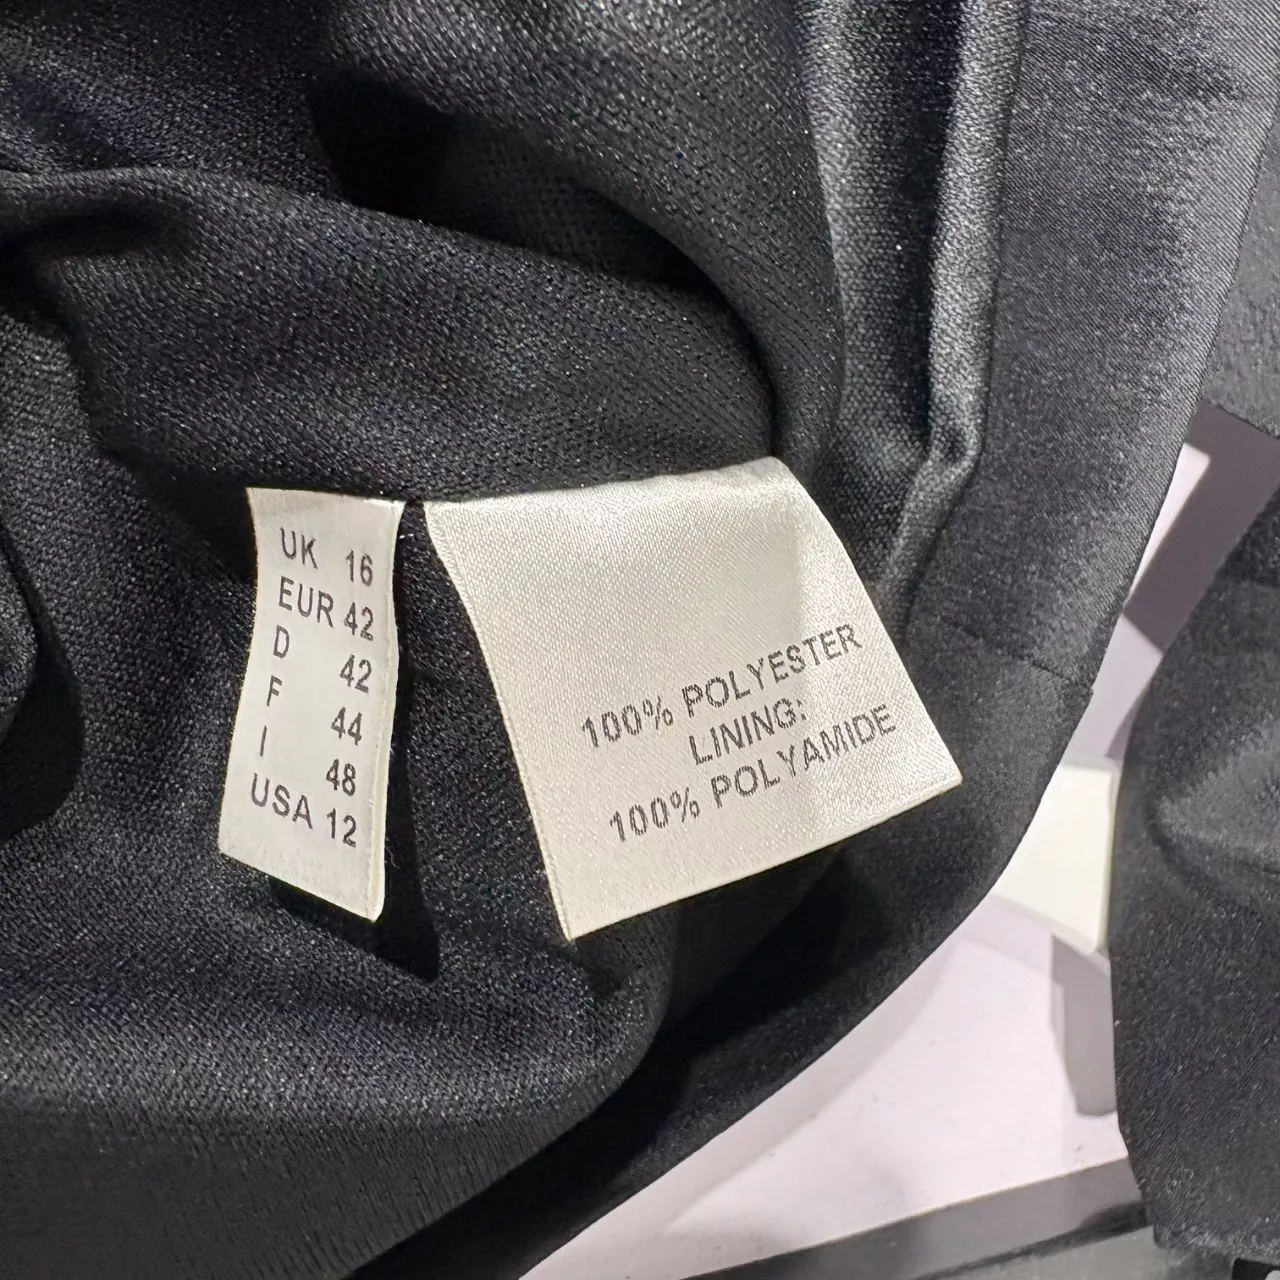 UK 16
EUR 42
D 42
F 44
I 48
USA 12
100% POLYESTER
LINING:
100% POLYAMIDE